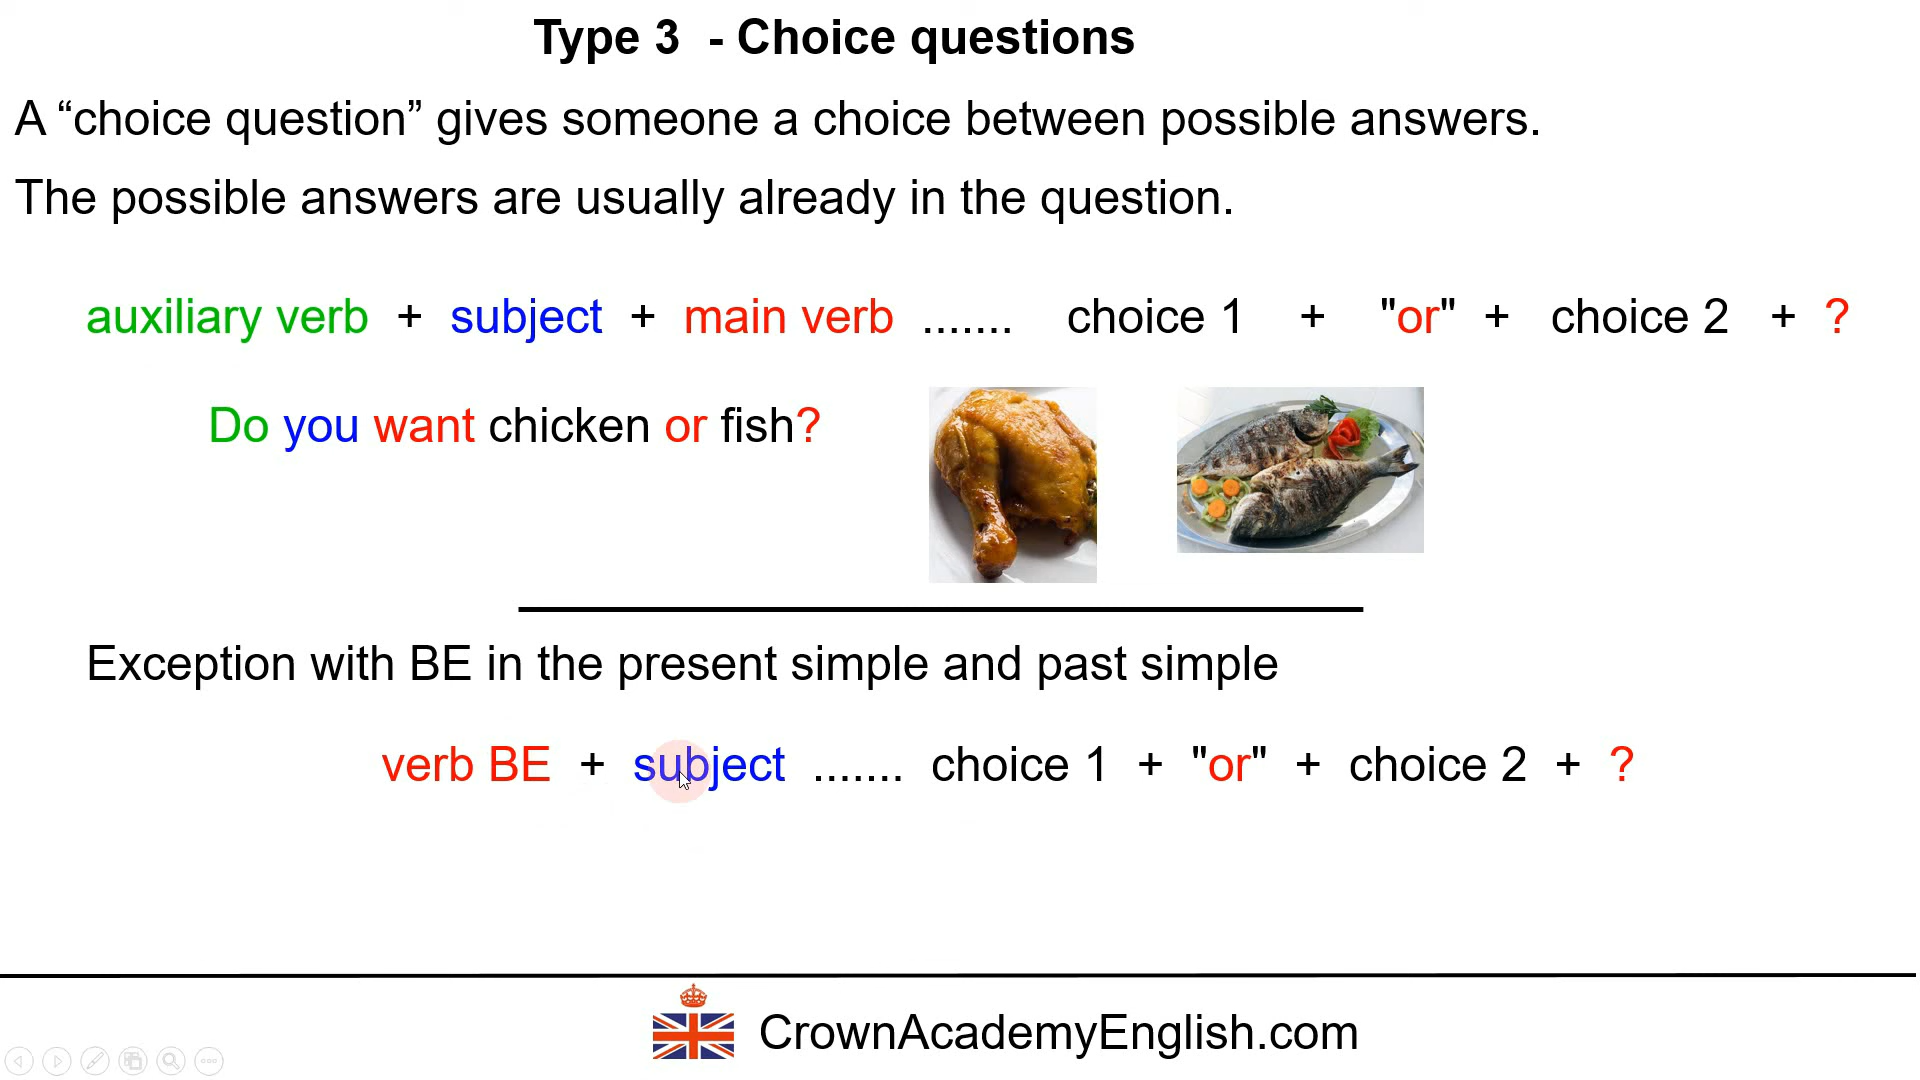 Type 3 - Choice questions
A “choice question” gives someone a choice between possible answers.
The possible answers are usually already in the question.
auxiliary verb + subject + main verb ....... choice 1 + "or" + choice 2 + ?
Do you want chicken or fish?
Exception with BE in the present simple and past simple
verb BE + subject ....... choice 1 + "or" + choice 2 + ?
CrownAcademyEnglish.com